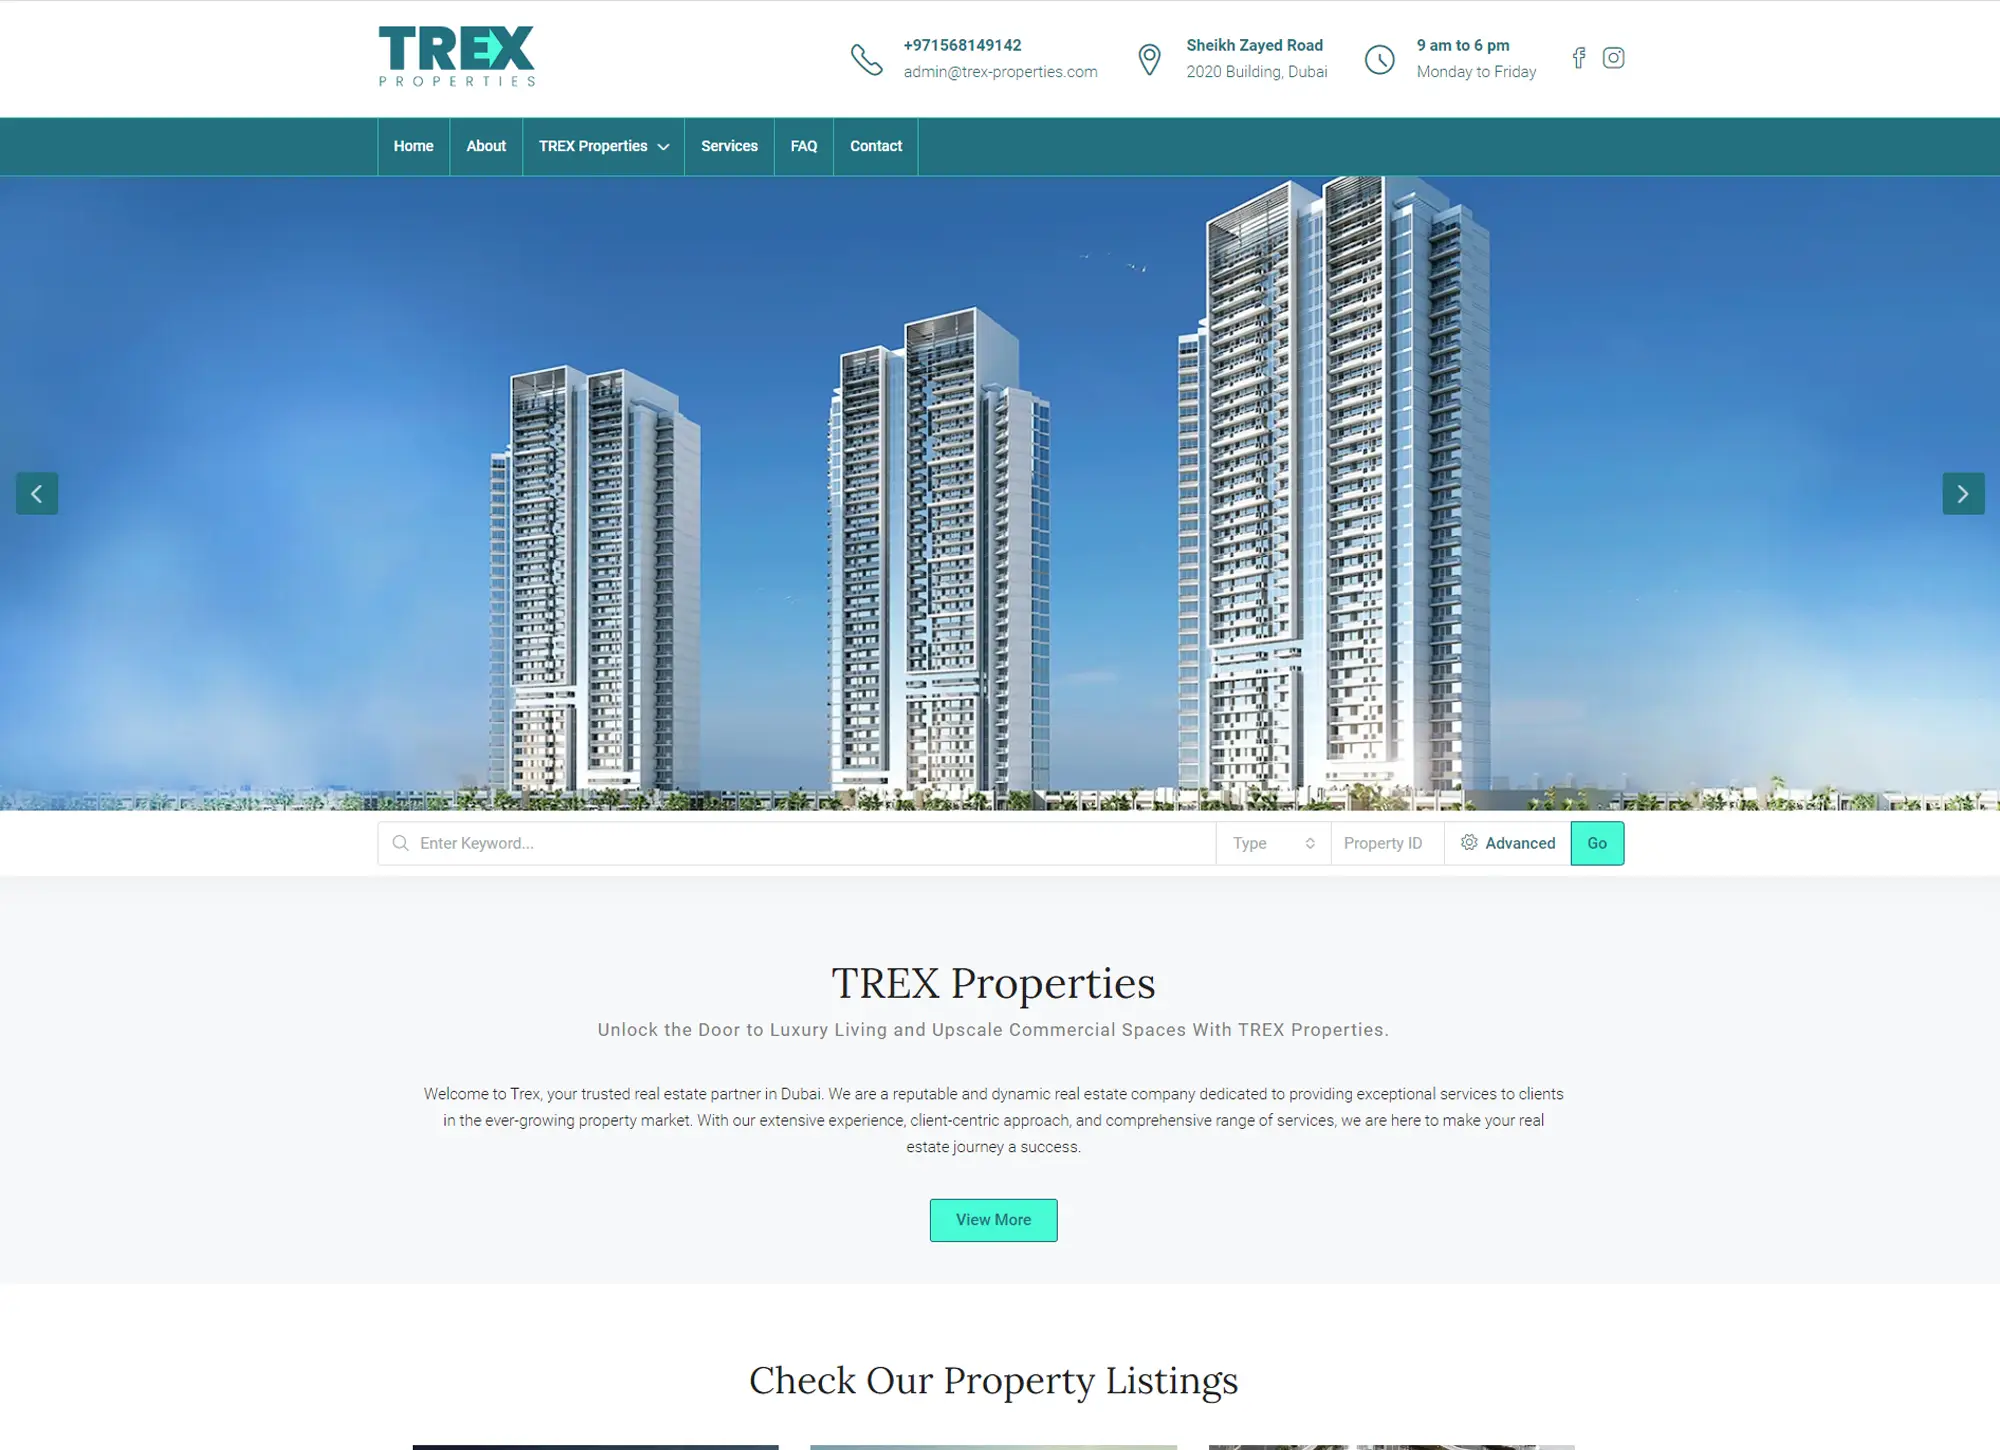 TREX
PROPERTIES
+971568149142
admin@trex-properties.com
Sheikh Zayed Road
2020 Building, Dubai
9 am to 6 pm
Monday to Friday
Home
About
TREX Properties
Services
FAQ
Contact
Enter Keyword...
Type
Property ID
Advanced
Go
TREX Properties
Unlock the Door to Luxury Living and Upscale Commercial Spaces With TREX Properties.
Welcome to Trex, your trusted real estate partner in Dubai. We are a reputable and dynamic real estate company dedicated to providing exceptional services to clients
in the ever-growing property market. With our extensive experience, client-centric approach, and comprehensive range of services, we are here to make your real
estate journey a success.
View More
Check Our Property Listings